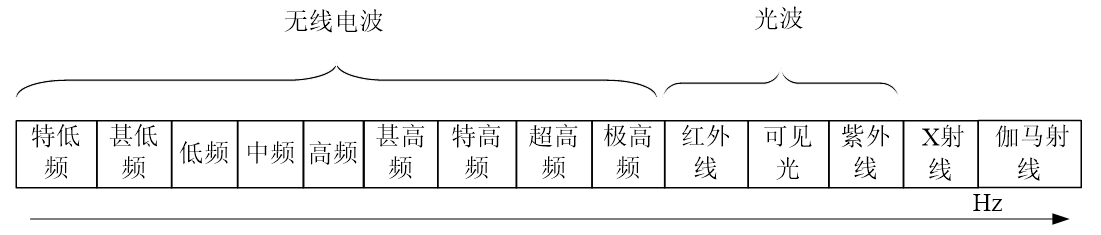 无线电波
光波
特低
频
甚低
频
低频
中频
高频
甚高
频
特高
频
超高
频
极高
频
红外
线
可见
光
紫外
线
X射
线
伽马射
线
Hz